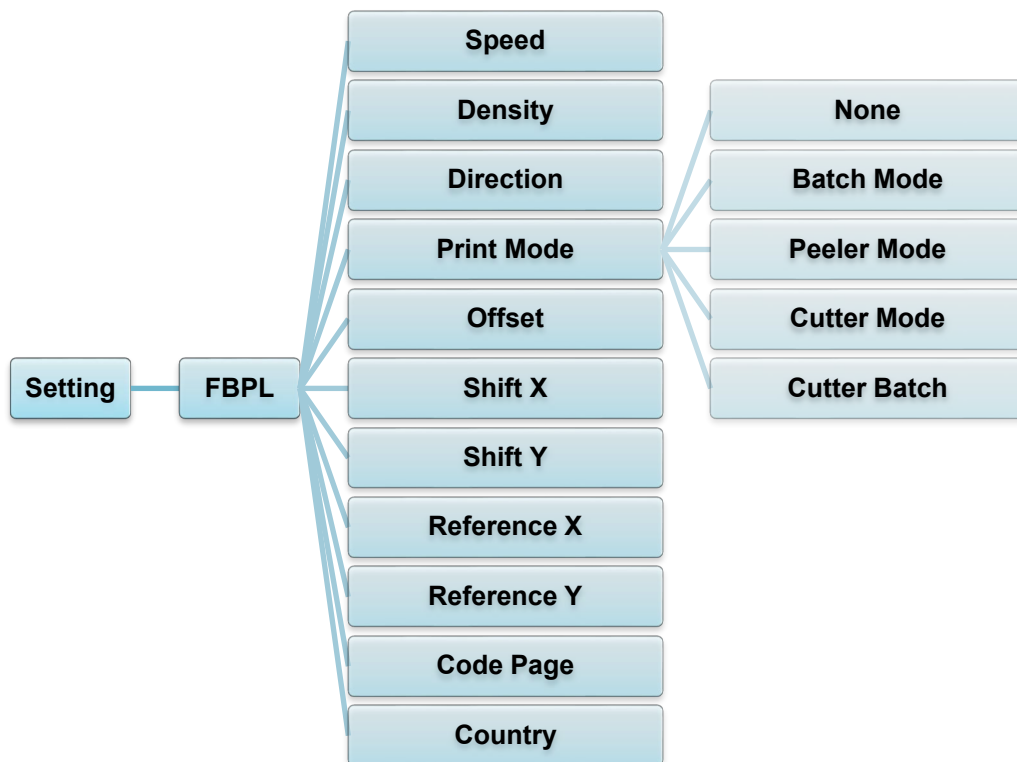 Setting
FBPL
Speed
Density
Direction
Print Mode
Offset
Shift X
Shift Y
Reference X
Reference Y
Code Page
Country
None
Batch Mode
Peeler Mode
Cutter Mode
Cutter Batch